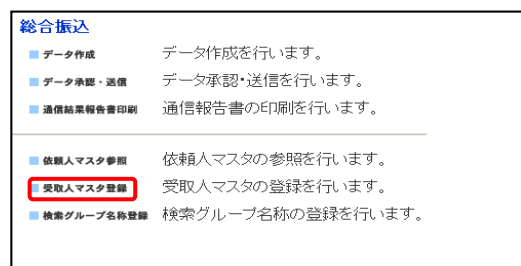 総合振込
データ作成 データ作成を行います。
データ承認・送信 データ承認・送信を行います。
通信結果報告書印刷 通信報告書の印刷を行います。
依頼人マスタ参照 依頼人マスタの参照を行います。
受取人マスタ登録 受取人マスタの登録を行います。
検索グループ名称登録 検索グループ名称の登録を行います。